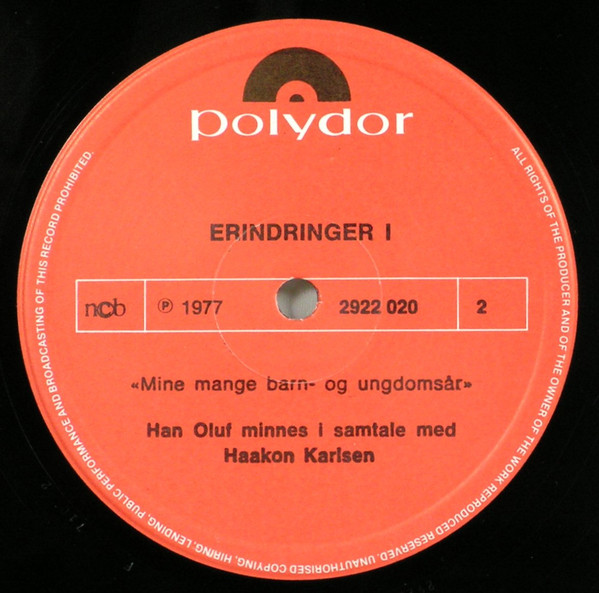 polydor
ERINDRINGER I
ncb ℗ 1977 2922 020 2
«Mine mange barn- og ungdomsår»
Han Oluf minnes i samtale med
Haakon Karlsen
ALL RIGHTS OF THE PRODUCER AND OF THE OWNER OF THE WORK REPRODUCED RESERVED. UNAUTHORISED COPYING, HIRING, LENDING, PUBLIC PERFORMANCE AND BROADCASTING OF THIS RECORD PROHIBITED.